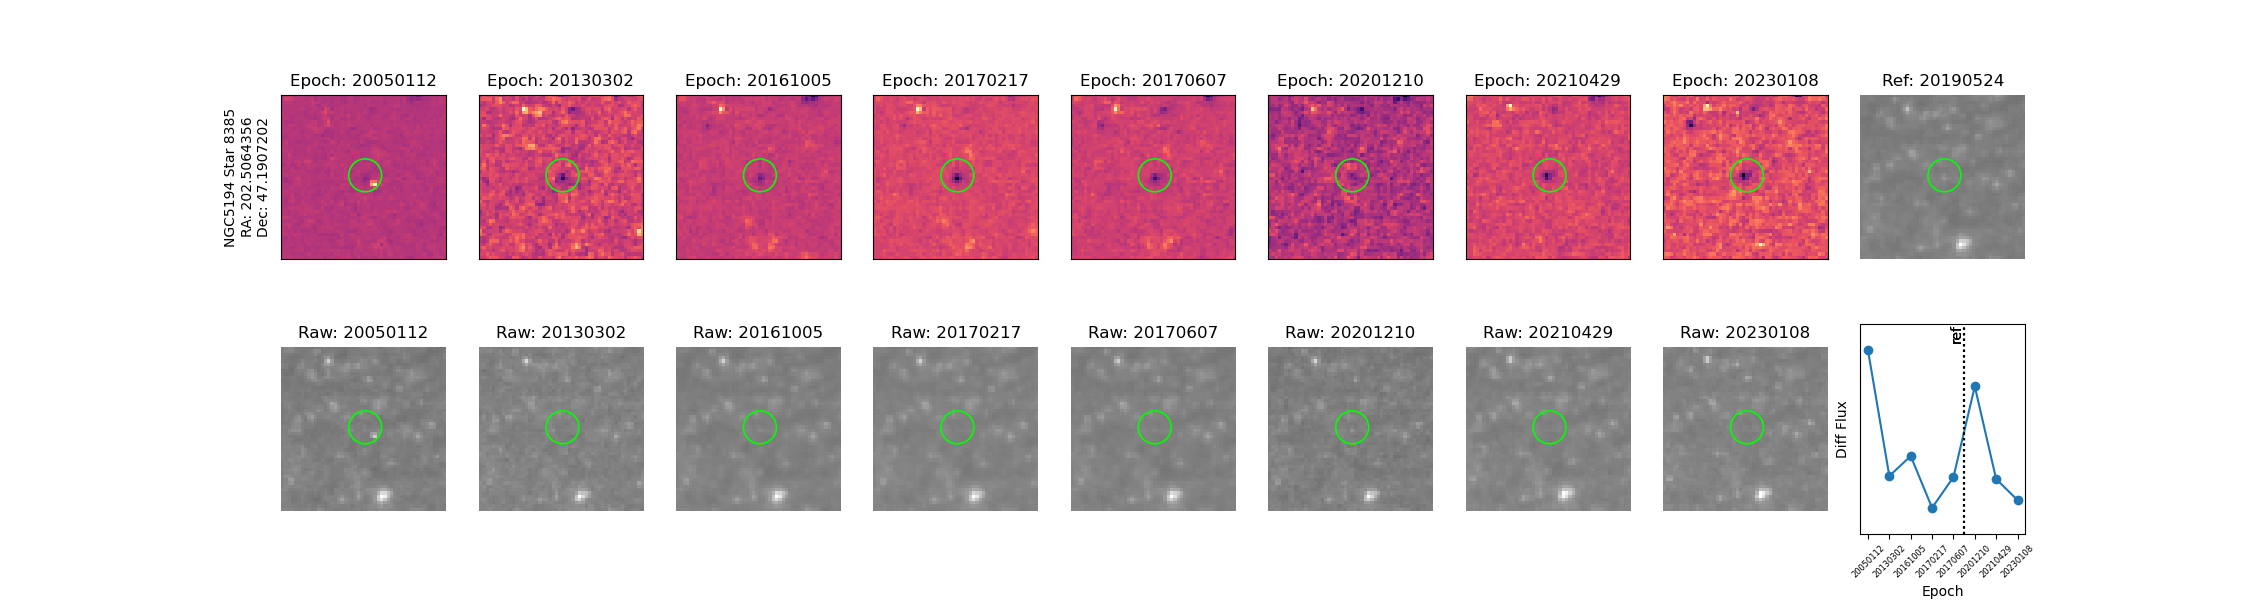 NGC5194 Star 8385
RA: 202.5064356
Dec: 47.1907202
Epoch: 20050112
Epoch: 20130302
Epoch: 20161005
Epoch: 20170217
Epoch: 20170607
Epoch: 20201210
Epoch: 20210429
Epoch: 20230108
Ref: 20190524
Raw: 20050112
Raw: 20130302
Raw: 20161005
Raw: 20170217
Raw: 20170607
Raw: 20201210
Raw: 20210429
Raw: 20230108
ref
Diff Flux
20050112
20130302
20161005
20170217
20170607
20201210
20210429
20230108
Epoch